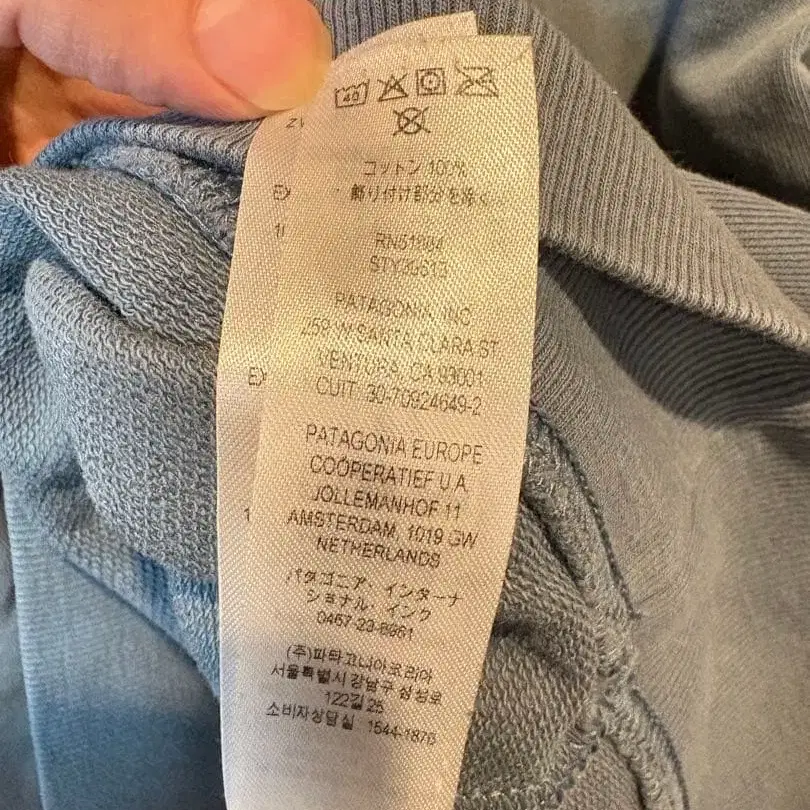 40
コットン 100%
飾り付け部分を除く
RN51884
STY39613
PATAGONIA, INC
259 W SANTA CLARA ST
VENTURA, CA 93001
CUIT: 30-70924649-2
PATAGONIA EUROPE
COOPERATIEF U.A.
JOLLEMANHOF 11
AMSTERDAM, 1019 GW
NETHERLANDS
パタゴニア・インターナ
ショナル・インク
0467-23-8961
(주)파타고니아코리아
서울특별시 강남구 삼성로
122길 25
소비자상담실 1544-1876